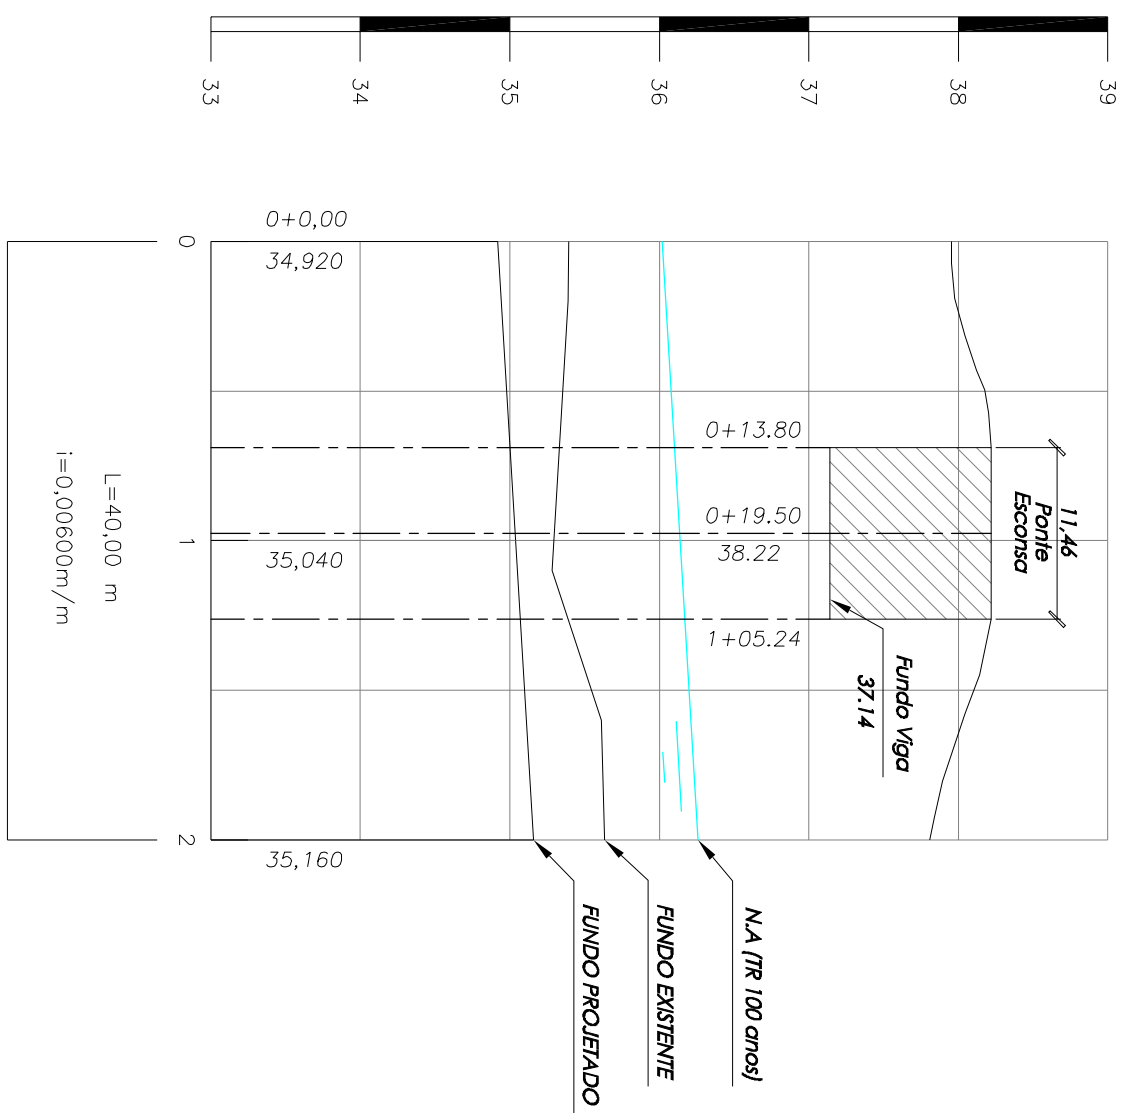 39
38
37
36
35
34
33
11,46
Ponte
Esconsa
Fundo Viga
37.14
0+13.80
0+19.50
38.22
1+05.24
N.A (TR 100 anos)
FUNDO EXISTENTE
FUNDO PROJETADO
0+0,00
34,920
35,040
35,160
0
1
2
L=40,00 m
i=0,00600m/m